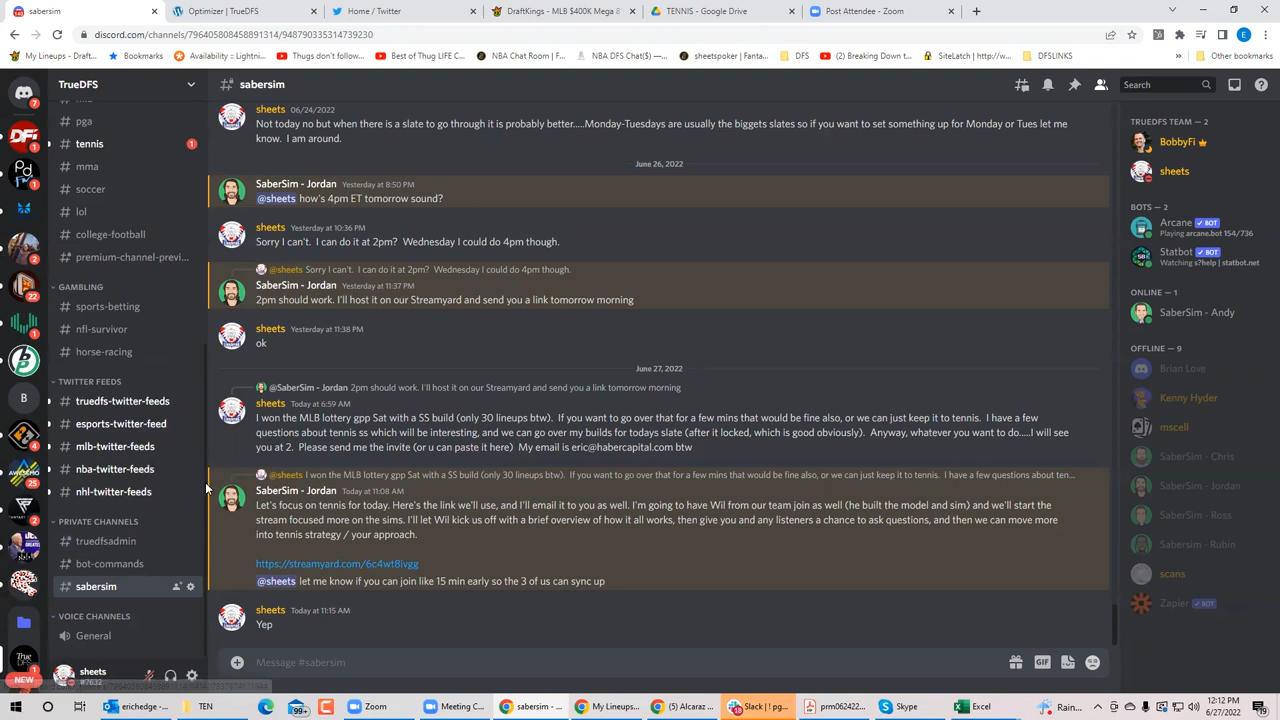 sabersim
Optimizer | TrueDFS
Home / Twitter
DraftKings - MLB $400K Mega 8
TENNIS - Google Drive
Post Attendee - Zoom
discord.com/channels/796405808458891314/948790335314739230
My Lineups - Draft...
Bookmarks
Availability = Lightni...
Thugs don't follow...
Best of Thug LIFE C...
NBA Chat Room | F...
NBA DFS Chat($)—...
sheetspoker | Fanta...
DFS
(2) Breaking Down t...
SiteLatch | http://w...
DFSLINKS
Other bookmarks
TrueDFS
sabersim
Search
pga
tennis
1
mma
soccer
lol
college-football
premium-channel-previ...
GAMBLING
sports-betting
nfl-survivor
horse-racing
TWITTER FEEDS
truedfs-twitter-feeds
esports-twitter-feed
mlb-twitter-feeds
nba-twitter-feeds
nhl-twitter-feeds
PRIVATE CHANNELS
truedfsadmin
bot-commands
sabersim
VOICE CHANNELS
General
sheets
#7632
NEW
sheets 06/24/2022
Not today no but when there is a slate to go through it is probably better.....Monday-Tuesdays are usually the biggets slates so if you want to set something up for Monday or Tues let me
know. I am around.
June 26, 2022
SaberSim - Jordan Yesterday at 8:50 PM
@sheets how's 4pm ET tomorrow sound?
sheets Yesterday at 10:36 PM
Sorry I can't. I can do it at 2pm? Wednesday I could do 4pm though.
@sheets Sorry I can't. I can do it at 2pm? Wednesday I could do 4pm though.
SaberSim - Jordan Yesterday at 11:37 PM
2pm should work. I'll host it on our Streamyard and send you a link tomorrow morning
sheets Yesterday at 11:38 PM
ok
June 27, 2022
@SaberSim - Jordan 2pm should work. I'll host it on our Streamyard and send you a link tomorrow morning
sheets Today at 6:59 AM
I won the MLB lottery gpp Sat with a SS build (only 30 lineups btw). If you want to go over that for a few mins that would be fine also, or we can just keep it to tennis. I have a few
questions about tennis ss which will be interesting, and we can go over my builds for todays slate (after it locked, which is good obviously). Anyway, whatever you want to do.....I will see
you at 2. Please send me the invite (or u can paste it here) My email is eric@habercapital.com btw
@sheets I won the MLB lottery gpp Sat with a SS build (only 30 lineups btw). If you want to go over that for a few mins that would be fine also, or we can just keep it to tennis. I have a few ques...
SaberSim - Jordan Today at 11:08 AM
Let's focus on tennis for today. Here's the link we'll use, and I'll email it to you as well. I'm going to have Wil from our team join as well (he built the model and sim) and we'll start the
stream focused more on the sims. I'll let Wil kick us off with a brief overview of how it all works, then give you and any listeners a chance to ask questions, and then we can move more
into tennis strategy / your approach.
https://streamyard.com/6c4wt8ivgg
@sheets let me know if you can join like 15 min early so the 3 of us can sync up
sheets Today at 11:15 AM
Yep
Message #sabersim
GIF
TRUEDFS TEAM — 2
BobbyFi
sheets
BOTS — 2
Arcane BOT
Playing arcane.bot 154/736
Statbot BOT
Watching s?help | statbot.net
ONLINE — 1
SaberSim - Andy
OFFLINE — 9
Brian Love
Kenny Hyder
mscell
SaberSim - Chris
SaberSim - Jordan
SaberSim - Ross
Sabersim - Rubin
scans
Zapier BOT
erichedge - ...
TEN
99+
Zoom
Meeting C...
sabersim - ...
My Lineups...
(5) Alcaraz ...
Slack | ! pg...
prm062422...
Skype
Excel
Rain...
12:12 PM
6/27/2022